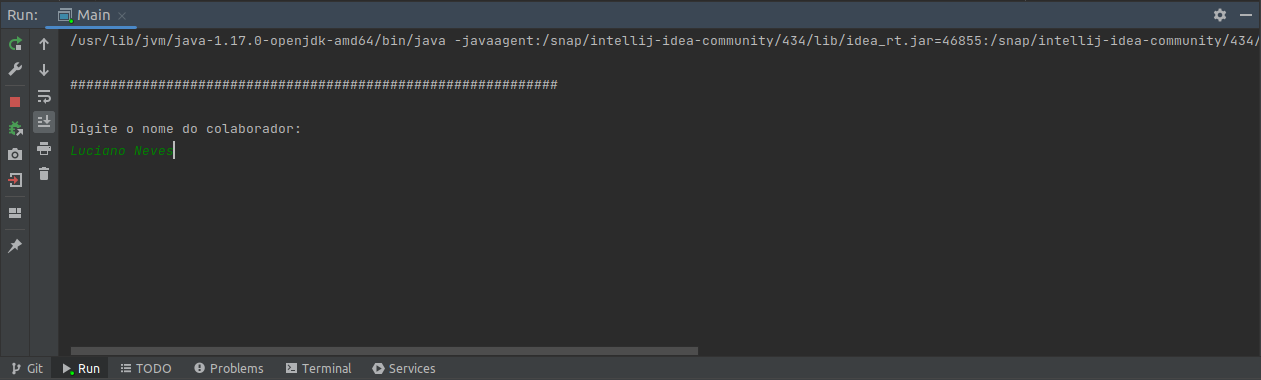 Run: Main
/usr/lib/jvm/java-1.17.0-openjdk-amd64/bin/java -javaagent:/snap/intellij-idea-community/434/lib/idea_rt.jar=46855:/snap/intellij-idea-community/434/
#############################################################
Digite o nome do colaborador:
Luciano Neves
Git Run TODO Problems Terminal Services